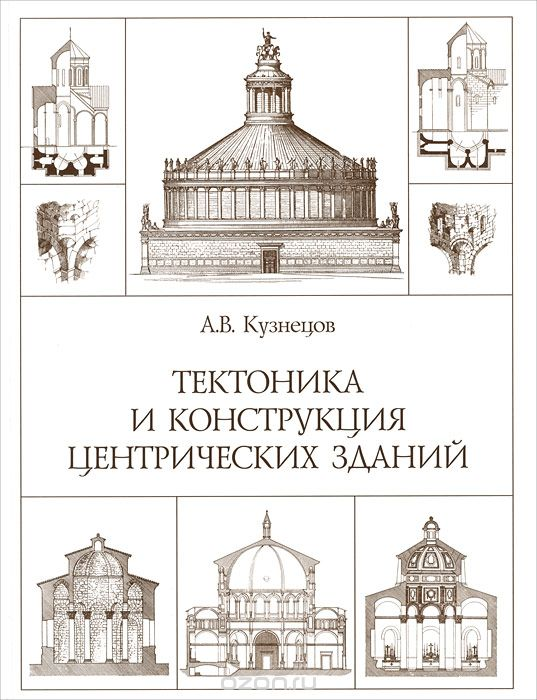 А.В. Кузнецов
ТЕКТОНИКА
И КОНСТРУКЦИЯ
ЦЕНТРИЧЕСКИХ ЗДАНИЙ
ozon.ru